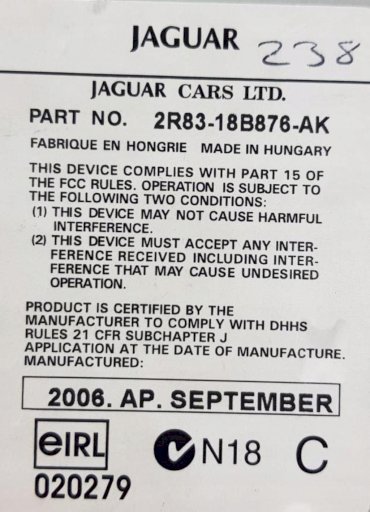 JAGUAR 238
JAGUAR CARS LTD.
PART NO. 2R83-18B876-AK
FABRIQUE EN HONGRIE MADE IN HUNGARY
THIS DEVICE COMPLIES WITH PART 15 OF
THE FCC RULES. OPERATION IS SUBJECT TO
THE FOLLOWING TWO CONDITIONS:
(1) THIS DEVICE MAY NOT CAUSE HARMFUL
INTERFERENCE.
(2) THIS DEVICE MUST ACCEPT ANY INTER-
FERENCE RECEIVED INCLUDING INTER-
FERENCE THAT MAY CAUSE UNDESIRED
OPERATION.
PRODUCT IS CERTIFIED BY THE
MANUFACTURER TO COMPLY WITH DHHS
RULES 21 CFR SUBCHAPTER J
APPLICATION AT THE DATE OF MANUFACTURE.
MANUFACTURED:
2006. AP. SEPTEMBER
eIRL N18 C
020279